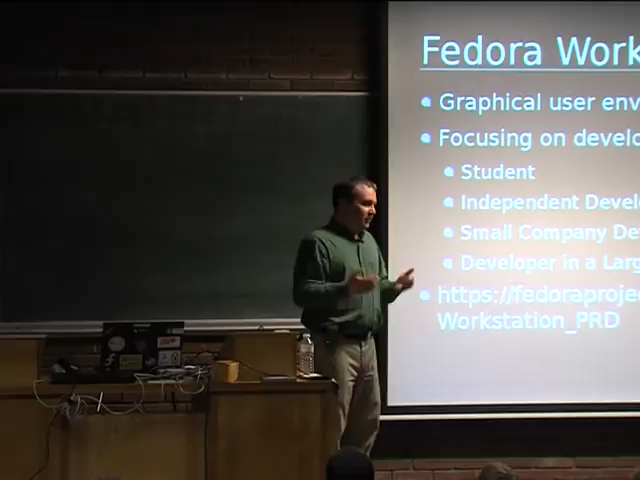 Fedora Work
Graphical user env
Focusing on develo
Student
Independent Devel
Small Company De
Developer in a Larg
https://fedoraproje
Workstation_PRD